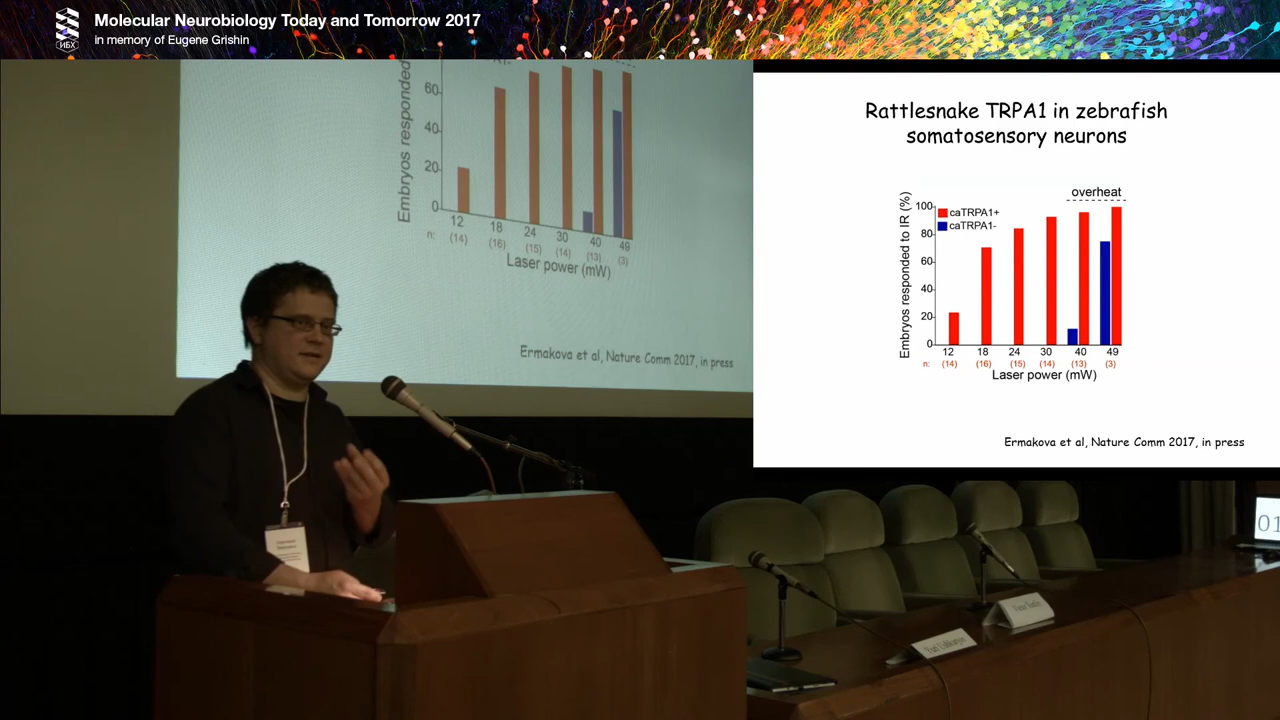 Molecular Neurobiology Today and Tomorrow 2017
in memory of Eugene Grishin
ИБХ
Embryos responded
60
40
20
0
12
18
24
30
40
49
n:
(14)
(16)
(15)
(14)
(13)
(3)
Laser power (mW)
Ermakova et al, Nature Comm 2017, in press
Rattlesnake TRPA1 in zebrafish
somatosensory neurons
overheat
caTRPA1+
caTRPA1-
Embryos responded to IR (%)
100
80
60
40
20
0
12
18
24
30
40
49
n:
(14)
(16)
(15)
(14)
(13)
(3)
Laser power (mW)
Ermakova et al, Nature Comm 2017, in press
01